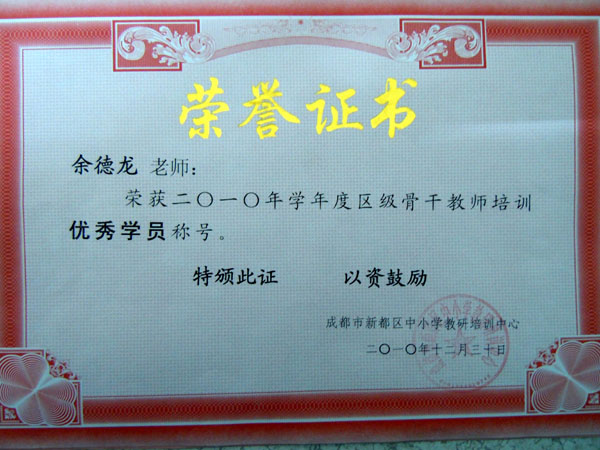 荣誉证书
余德龙 老师:
荣获二〇一〇年学年度区级骨干教师培训
优秀学员称号。
特颁此证 以资鼓励
成都市新都区中小学教研培训中心
二〇一〇年十二月三十日